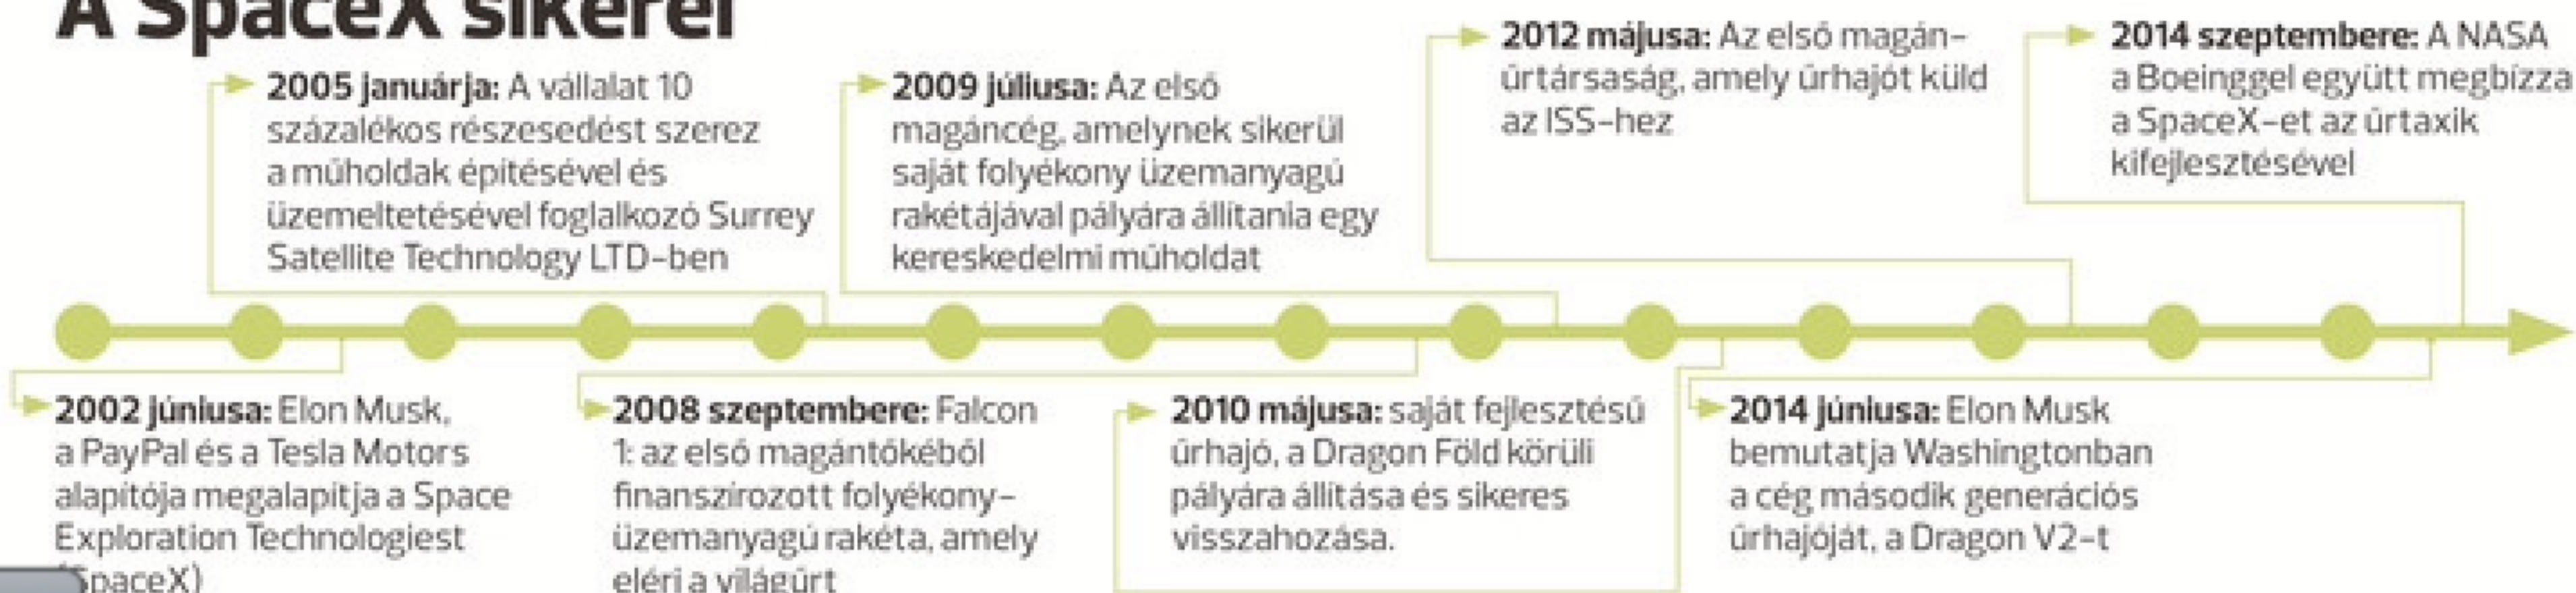 A SpaceX sikerei
2005 januárja: A vállalat 10
százalékos részesedést szerez
a műholdak építésével és
üzemeltetésével foglalkozó Surrey
Satellite Technology LTD-ben
2009 júliusa: Az első
magáncég, amelynek sikerül
saját folyékony üzemanyagú
rakétájával pályára állítania egy
kereskedelmi műholdat
2012 májusa: Az első magán-
űrtársaság, amely űrhajót küld
az ISS-hez
2014 szeptembere: A NASA
a Boeinggel együtt megbízza
a SpaceX-et az űrtaxik
kifejlesztésével
2002 júniusa: Elon Musk,
a PayPal és a Tesla Motors
alapítója megalapítja a Space
Exploration Technologiest
(SpaceX)
2008 szeptembere: Falcon
1: az első magántőkéből
finanszírozott folyékony-
üzemanyagú rakéta, amely
eléri a világűrt
2010 májusa: saját fejlesztésű
űrhajó, a Dragon Föld körüli
pályára állítása és sikeres
visszahozása.
2014 júniusa: Elon Musk
bemutatja Washingtonban
a cég második generációs
űrhajóját, a Dragon V2-t